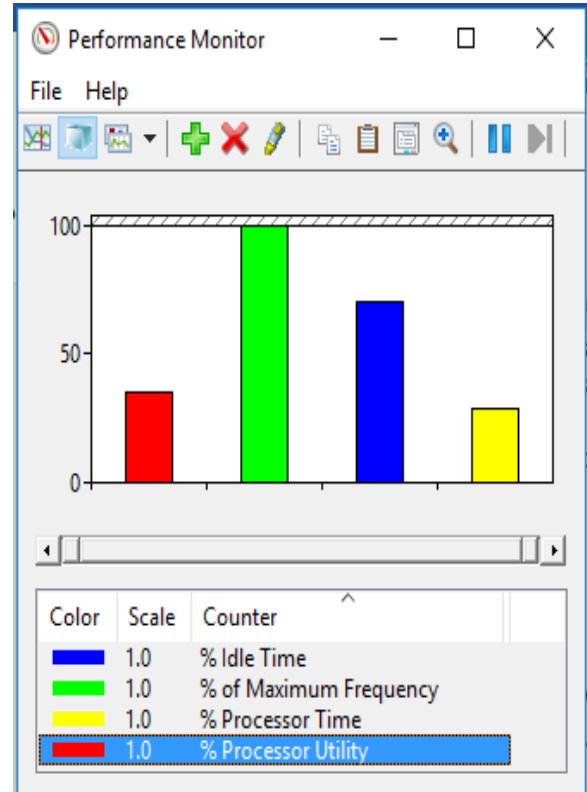 Performance Monitor
File Help
100
50
0
Color Scale Counter
1.0 % Idle Time
1.0 % of Maximum Frequency
1.0 % Processor Time
1.0 % Processor Utility